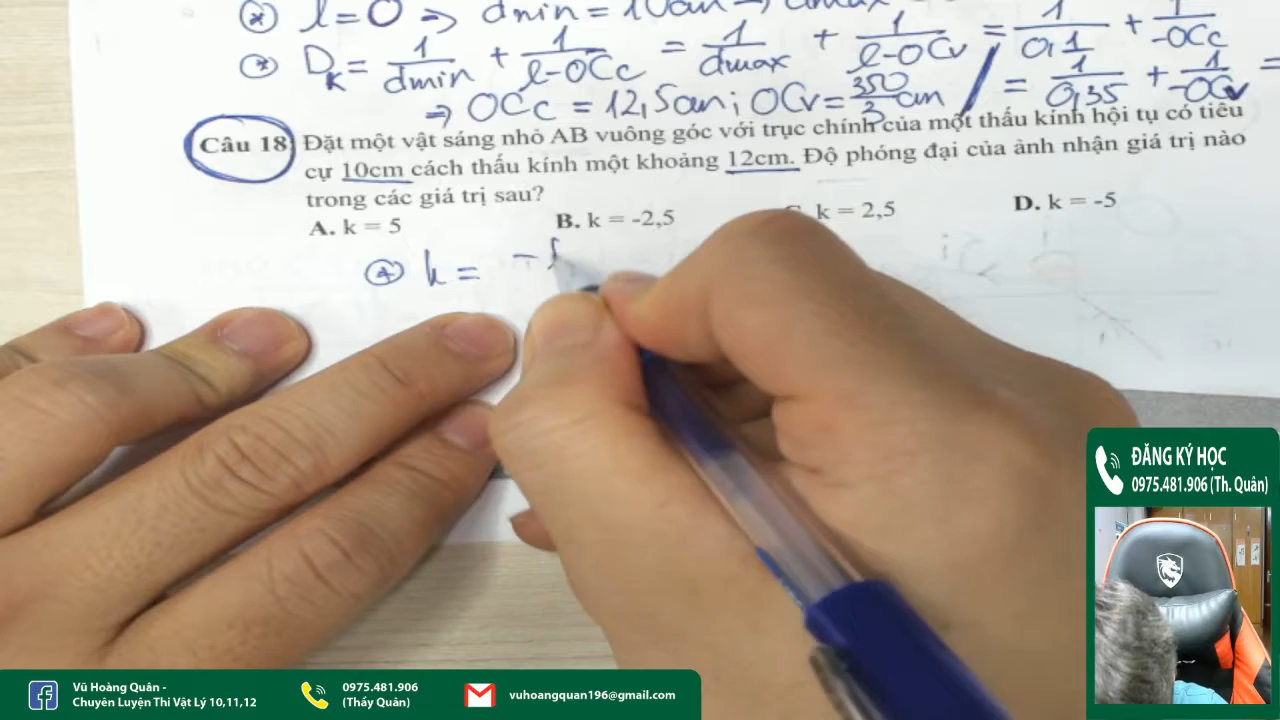 l = 0 => dmin = 10cm
D_K = 1/dmin + 1/l-OCc = 1/dmax + 1/l-OCv = 1/0,1 + 1/-OCc
=> OCc = 12,5cm; OCv = 350/3 cm = 1/0,35 + 1/-OCv =
Câu 18 Đặt một vật sáng nhỏ AB vuông góc với trục chính của một thấu kính hội tụ có tiêu
cự 10cm cách thấu kính một khoảng 12cm. Độ phóng đại của ảnh nhận giá trị nào
trong các giá trị sau?
A. k = 5 B. k = -2,5 k = 2,5 D. k = -5
k = -f
ĐĂNG KÝ HỌC
0975.481.906 (Th. Quân)
Vũ Hoàng Quân -
Chuyên Luyện Thi Vật Lý 10,11,12
0975.481.906
(Thầy Quân)
vuhoangquan196@gmail.com